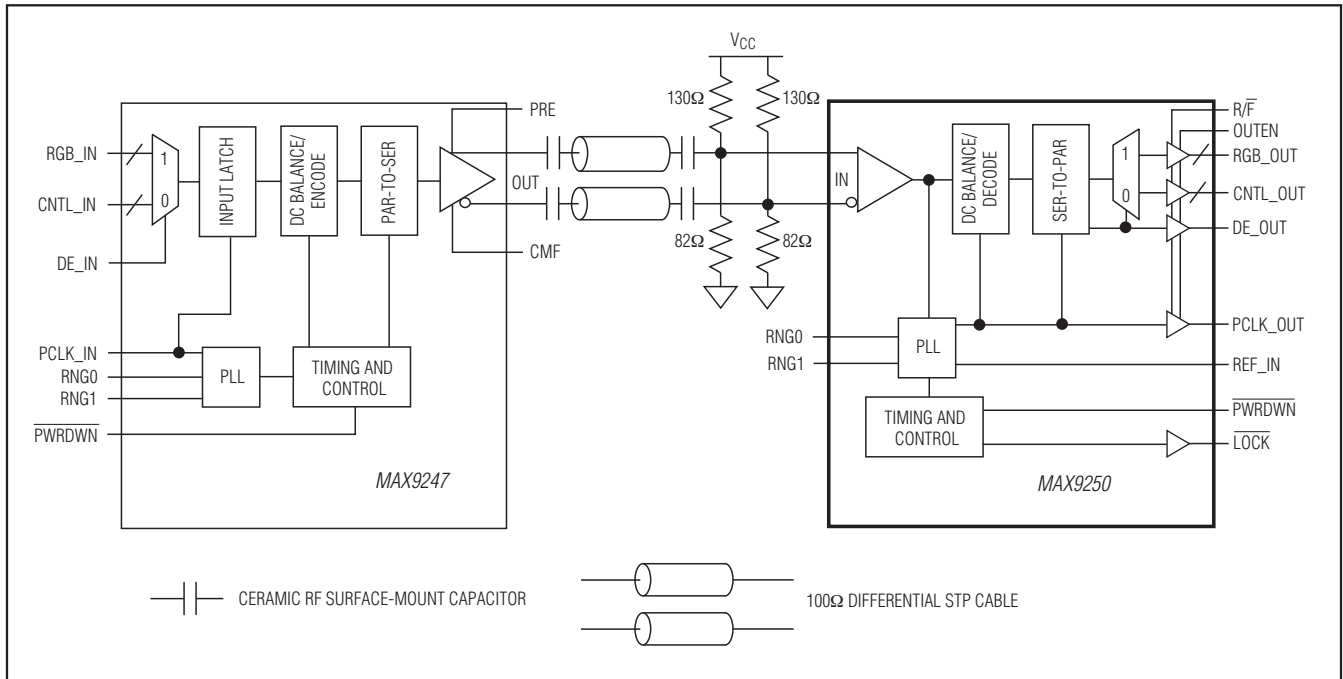 VCC
130Ω
130Ω
PRE
R/F̅
OUTEN
RGB_IN
1
0
INPUT LATCH
DC BALANCE/
ENCODE
PAR-TO-SER
OUT
IN
DC BALANCE/
DECODE
SER-TO-PAR
1
0
RGB_OUT
CNTL_IN
CNTL_OUT
DE_IN
82Ω
82Ω
CMF
DE_OUT
PCLK_IN
RNG0
RNG1
PLL
TIMING AND
CONTROL
PWRDWN
MAX9247
RNG0
RNG1
PLL
PCLK_OUT
REF_IN
TIMING AND
CONTROL
PWRDWN
LOCK
MAX9250
CERAMIC RF SURFACE-MOUNT CAPACITOR
100Ω DIFFERENTIAL STP CABLE